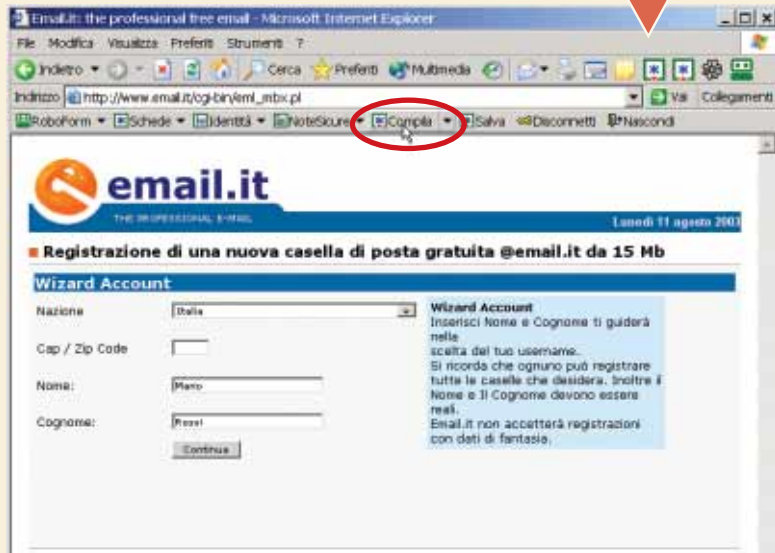 Email.it: the professional free email - Microsoft Internet Explorer
File Modifica Visualizza Preferiti Strumenti ?
Indietro Cerca Preferiti Multimedia
Indirizzo http://www.email.it/cgi-bin/eml_mbx.pl Vai Collegamenti
RoboForm Schede Identità NoteSicure Compila Salva Disconnetti Nascondi
email.it
THE PROFESSIONAL E-MAIL
Lunedì 11 agosto 2003
Registrazione di una nuova casella di posta gratuita @email.it da 15 Mb
Wizard Account
Nazione Italia
Cap / Zip Code
Nome: Mario
Cognome: Rossi
Continua
Wizard Account
Inserisci Nome e Cognome ti guiderà
nella
scelta del tuo username.
Si ricorda che ognuno può registrare
tutte le caselle che desidera. Inoltre il
Nome e Il Cognome devono essere
reali.
Email.it non accetterà registrazioni
con dati di fantasia.